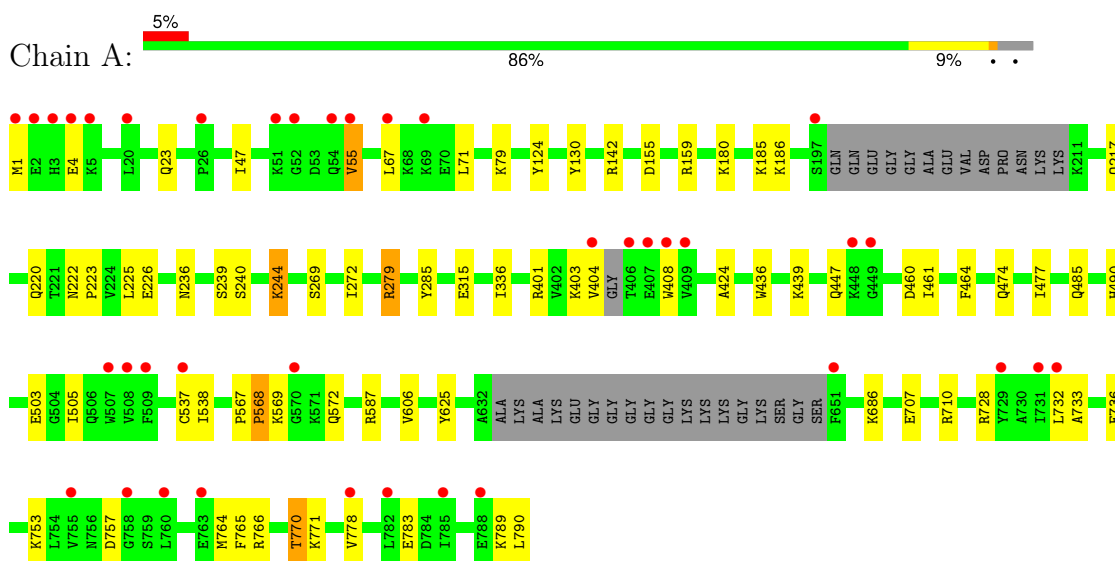 5%
Chain A:
86% 9% • •
M1 E2 H3 E4 K5 L20 Q23 P26 I47 K51 G52 D53 Q54 V55 L67 K68 K69 E70 L71 K79 Y124 Y130 R142 D155 R159 K180 K185 K186 S197 GLN GLN GLU GLY GLY ALA GLU VAL ASP PRO ASN LYS LYS K211
Q220 T221 N222 P223 V224 L225 E226 N236 S239 S240 K244 S269 I272 R279 Y285 E315 I336 R401 V402 K403 V404 GLY T406 E407 W408 V409 A424 W436 K439 Q447 K448 G449 D460 I461 F464 Q474 I477 Q485
E503 G504 I505 Q506 W507 V508 F509 C537 I538 P567 P568 K569 G570 K571 Q572 R587 V606 Y625 A632 ALA LYS ALA LYS GLU GLY GLY GLY GLY GLY LYS LYS LYS GLY LYS SER GLY SER F651 K686 E707 R710 R728 Y729 A730 I731 L732 A733
K753 L754 V755 N756 D757 G758 S759 L760 E763 M764 F765 R766 T770 K771 V778 L782 E783 D784 I785 E788 K789 L790